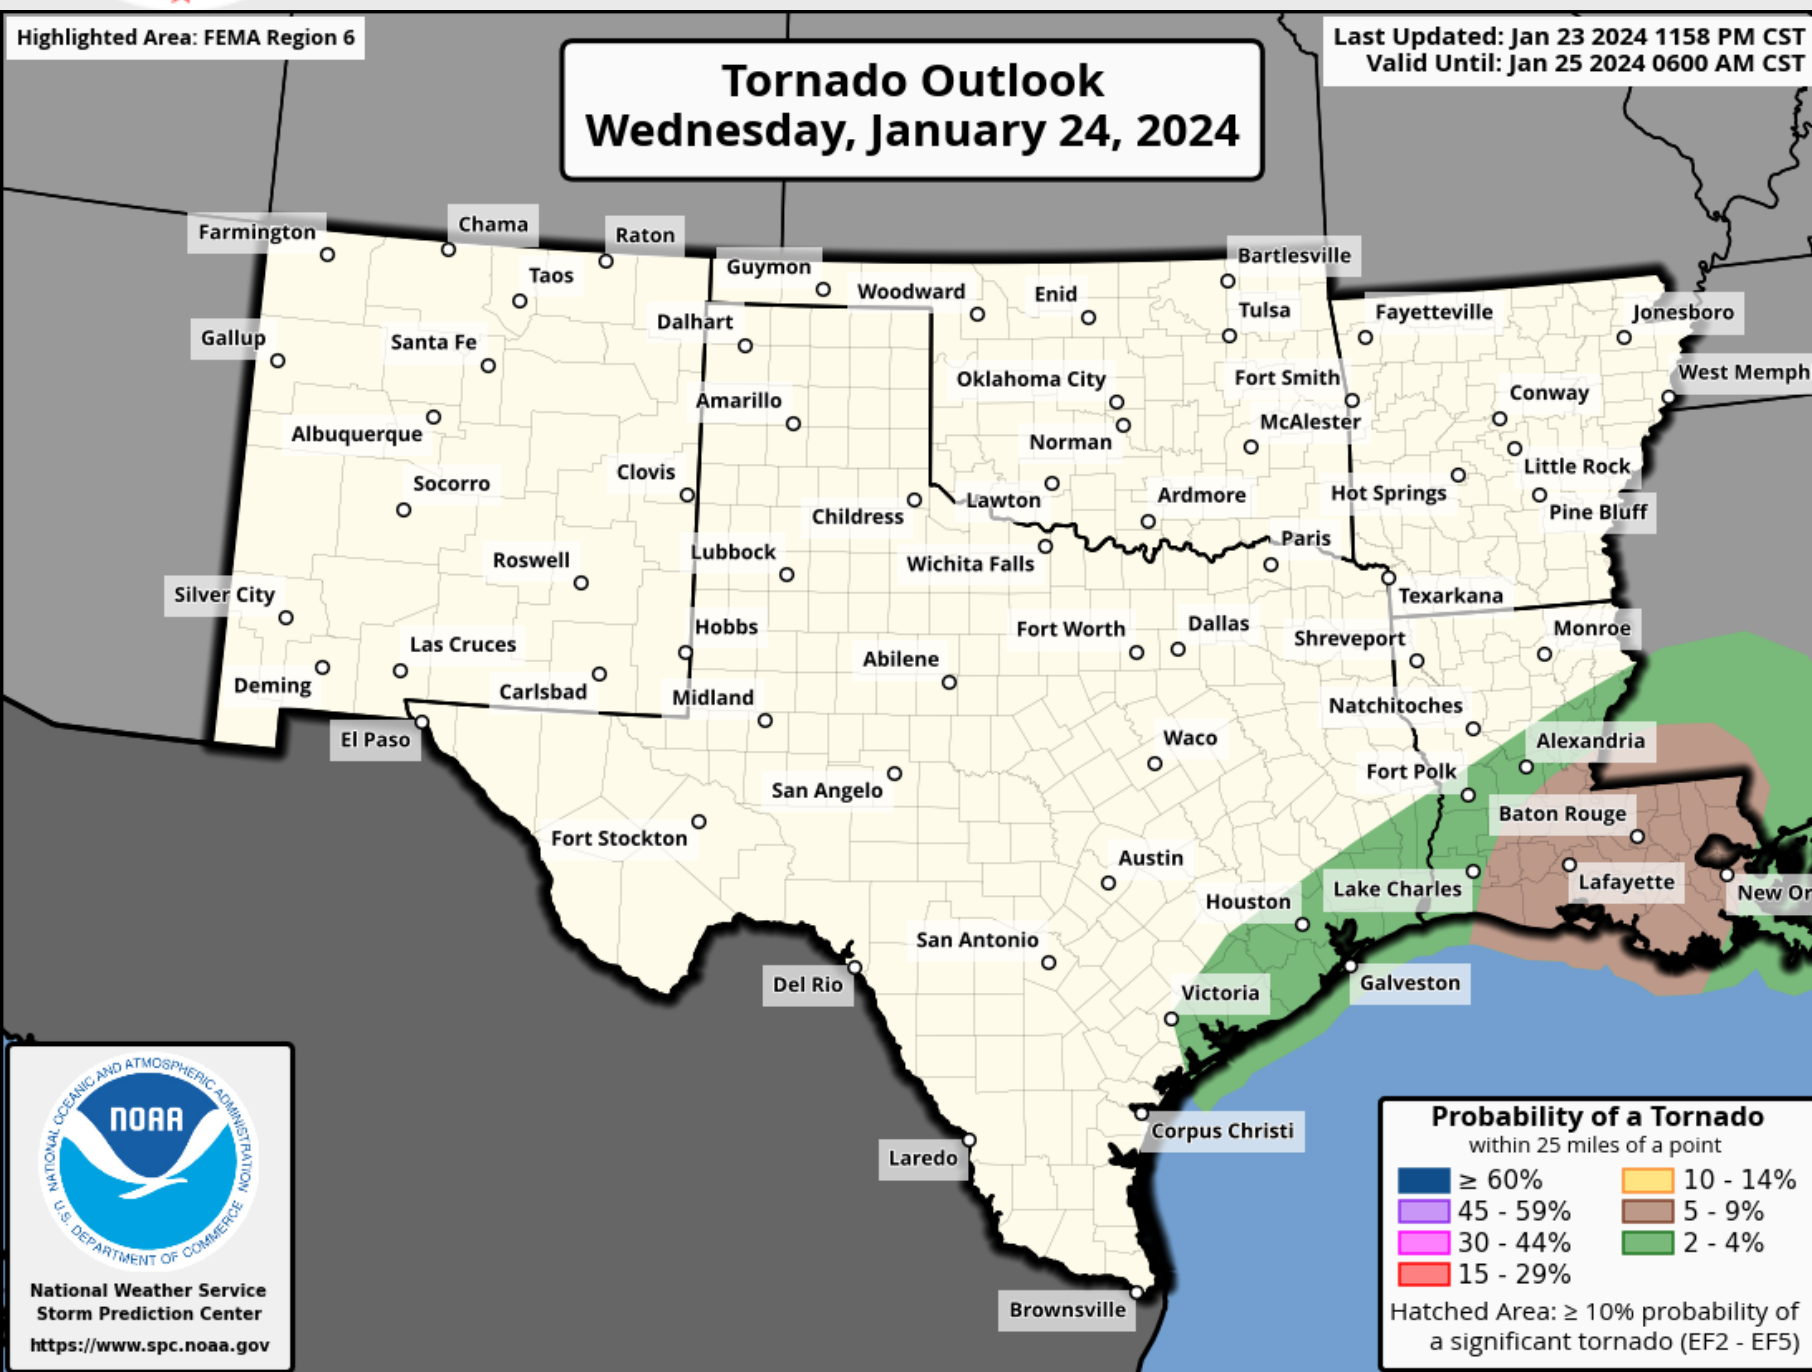 Highlighted Area: FEMA Region 6
Last Updated: Jan 23 2024 1158 PM CST
Valid Until: Jan 25 2024 0600 AM CST
Tornado Outlook
Wednesday, January 24, 2024
Farmington
Chama
Raton
Taos
Guymon
Woodward
Enid
Bartlesville
Tulsa
Fayetteville
Jonesboro
Gallup
Santa Fe
Dalhart
Oklahoma City
Fort Smith
Conway
West Memph
Albuquerque
Amarillo
Norman
McAlester
Little Rock
Socorro
Clovis
Childress
Lawton
Ardmore
Hot Springs
Pine Bluff
Roswell
Lubbock
Wichita Falls
Paris
Texarkana
Silver City
Las Cruces
Hobbs
Fort Worth
Dallas
Shreveport
Monroe
Deming
Carlsbad
Midland
Abilene
Natchitoches
El Paso
Waco
Alexandria
Fort Polk
San Angelo
Baton Rouge
Fort Stockton
Austin
Lake Charles
Lafayette
New Or
Houston
San Antonio
Del Rio
Victoria
Galveston
Corpus Christi
Laredo
Brownsville
NATIONAL OCEANIC AND ATMOSPHERIC ADMINISTRATION
NOAA
U.S. DEPARTMENT OF COMMERCE
National Weather Service
Storm Prediction Center
https://www.spc.noaa.gov
Probability of a Tornado
within 25 miles of a point
≥ 60%
10 - 14%
45 - 59%
5 - 9%
30 - 44%
2 - 4%
15 - 29%
Hatched Area: ≥ 10% probability of
a significant tornado (EF2 - EF5)